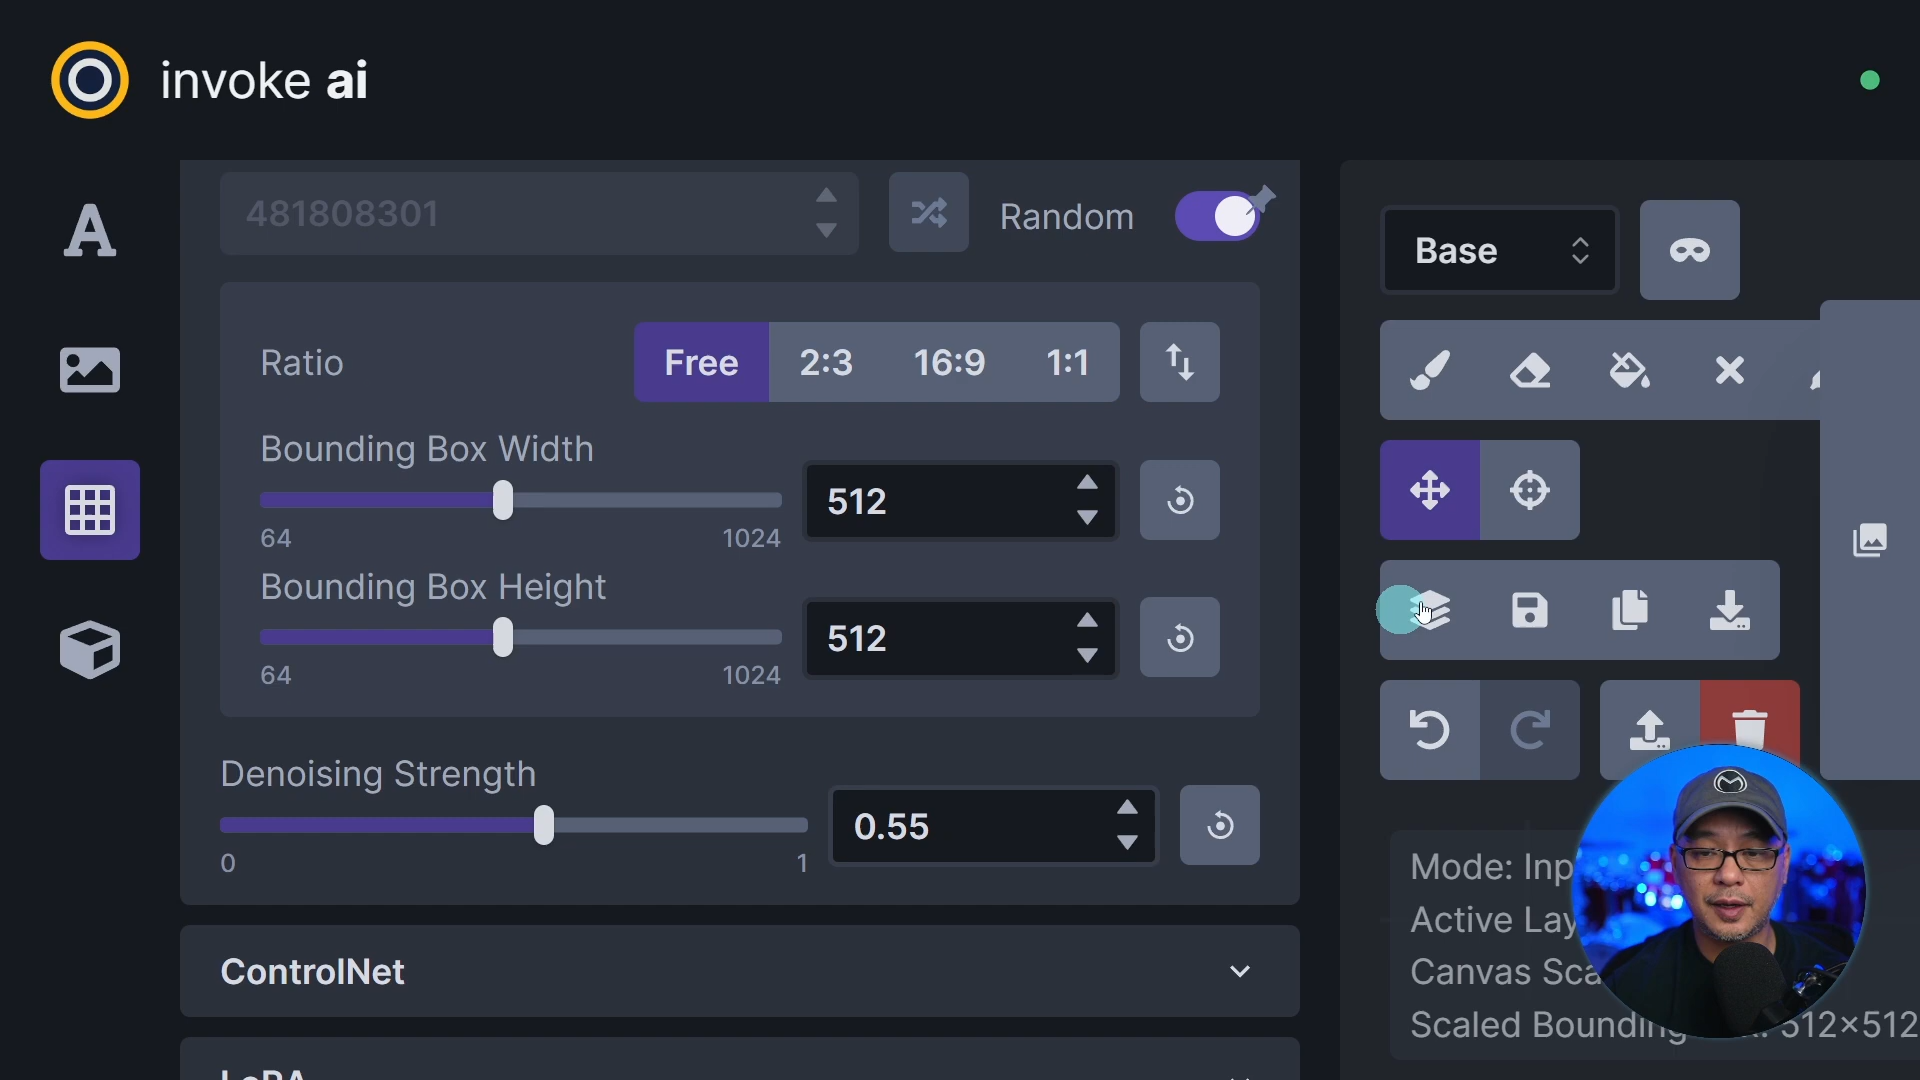 invoke ai
481808301
Random
Base
Ratio
Free
2:3
16:9
1:1
Bounding Box Width
512
64
1024
Bounding Box Height
512
64
1024
Denoising Strength
0.55
0
1
Mode: Inp
Active Lay
Canvas Sca
ControlNet
Scaled Bounding 512×512
LoRA